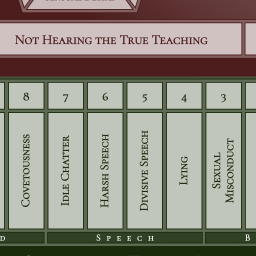 Not Hearing the True Teaching
8 7 6 5 4 3
Covetousness
Idle Chatter
Harsh Speech
Divisive Speech
Lying
Sexual
Misconduct
Speech